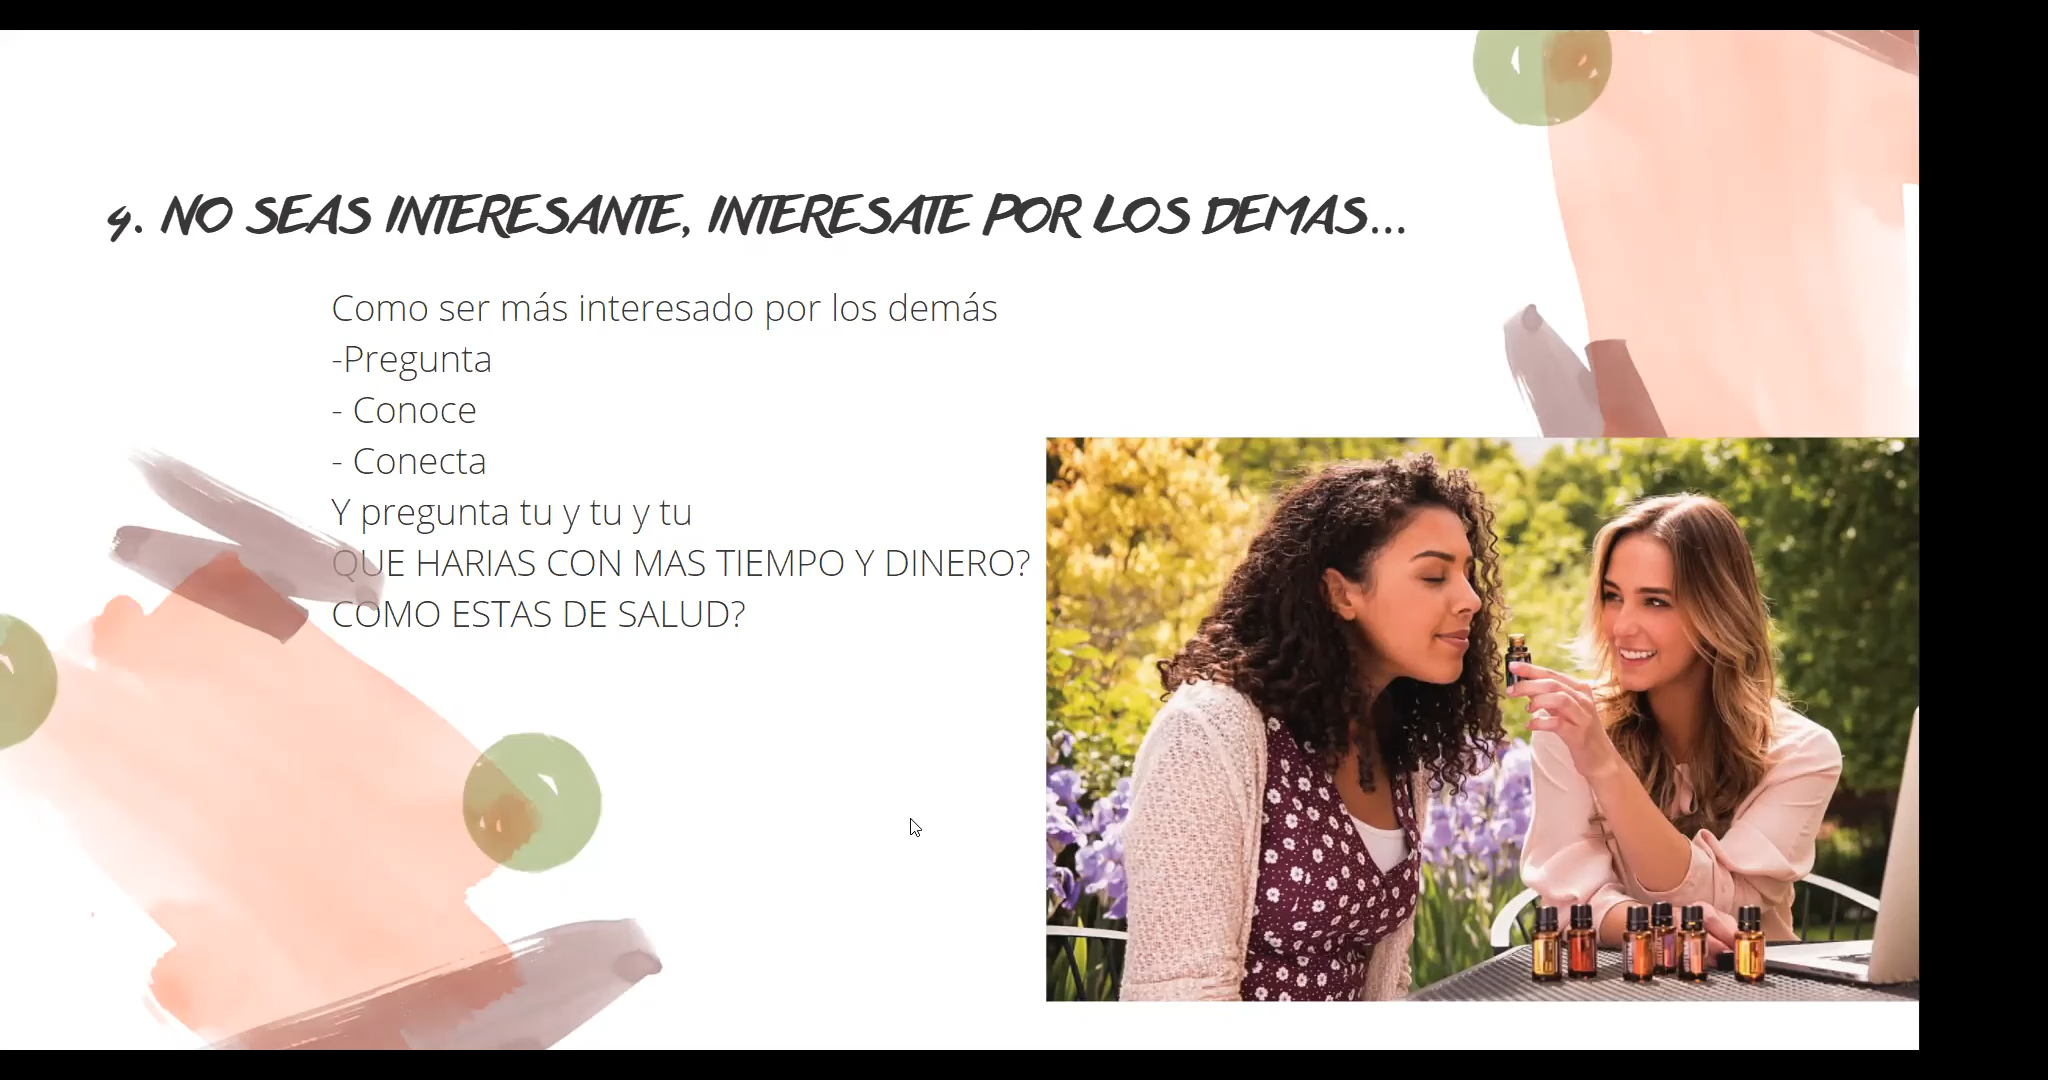 4. NO SEAS INTERESANTE, INTERESATE POR LOS DEMAS...
Como ser más interesado por los demás
-Pregunta
- Conoce
- Conecta
Y pregunta tu y tu y tu
QUE HARIAS CON MAS TIEMPO Y DINERO?
COMO ESTAS DE SALUD?